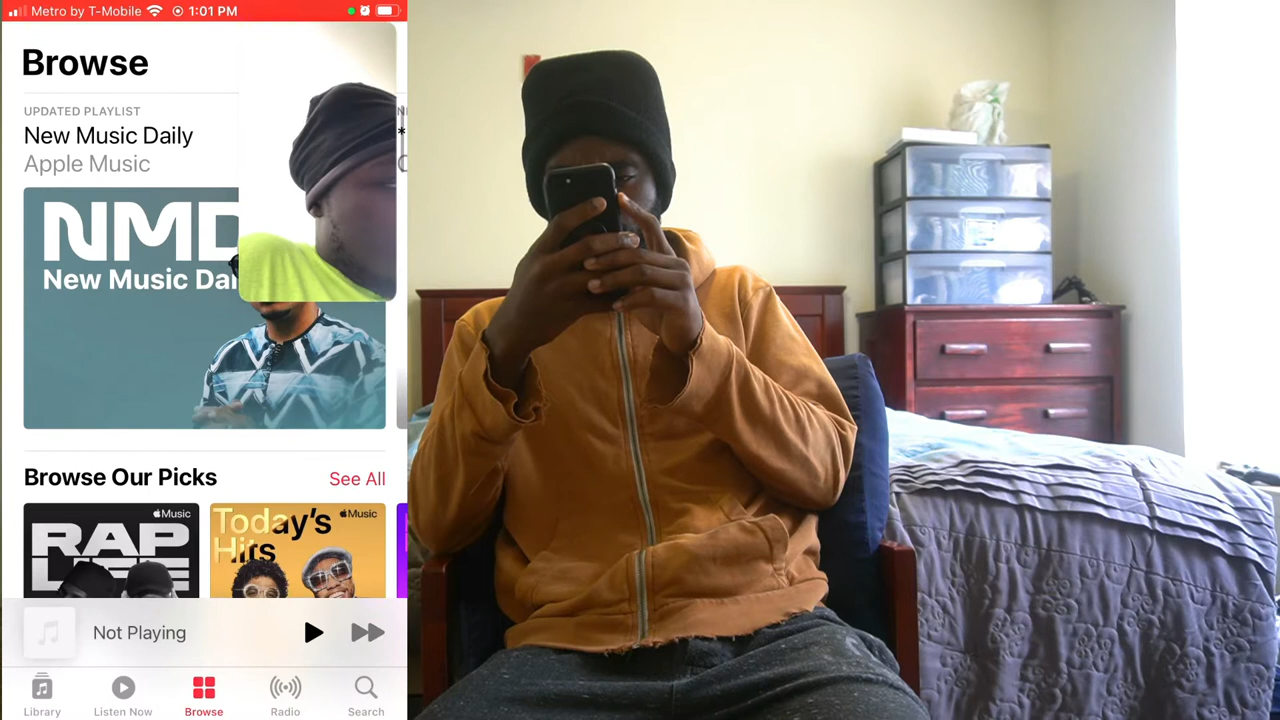 Metro by T-Mobile 1:01 PM
Browse
UPDATED PLAYLIST
New Music Daily
Apple Music
NMD
New Music Dai
Browse Our Picks
See All
Music
RAP
LIFE
Music
Today's
Hits
Not Playing
Library
Listen Now
Browse
Radio
Search